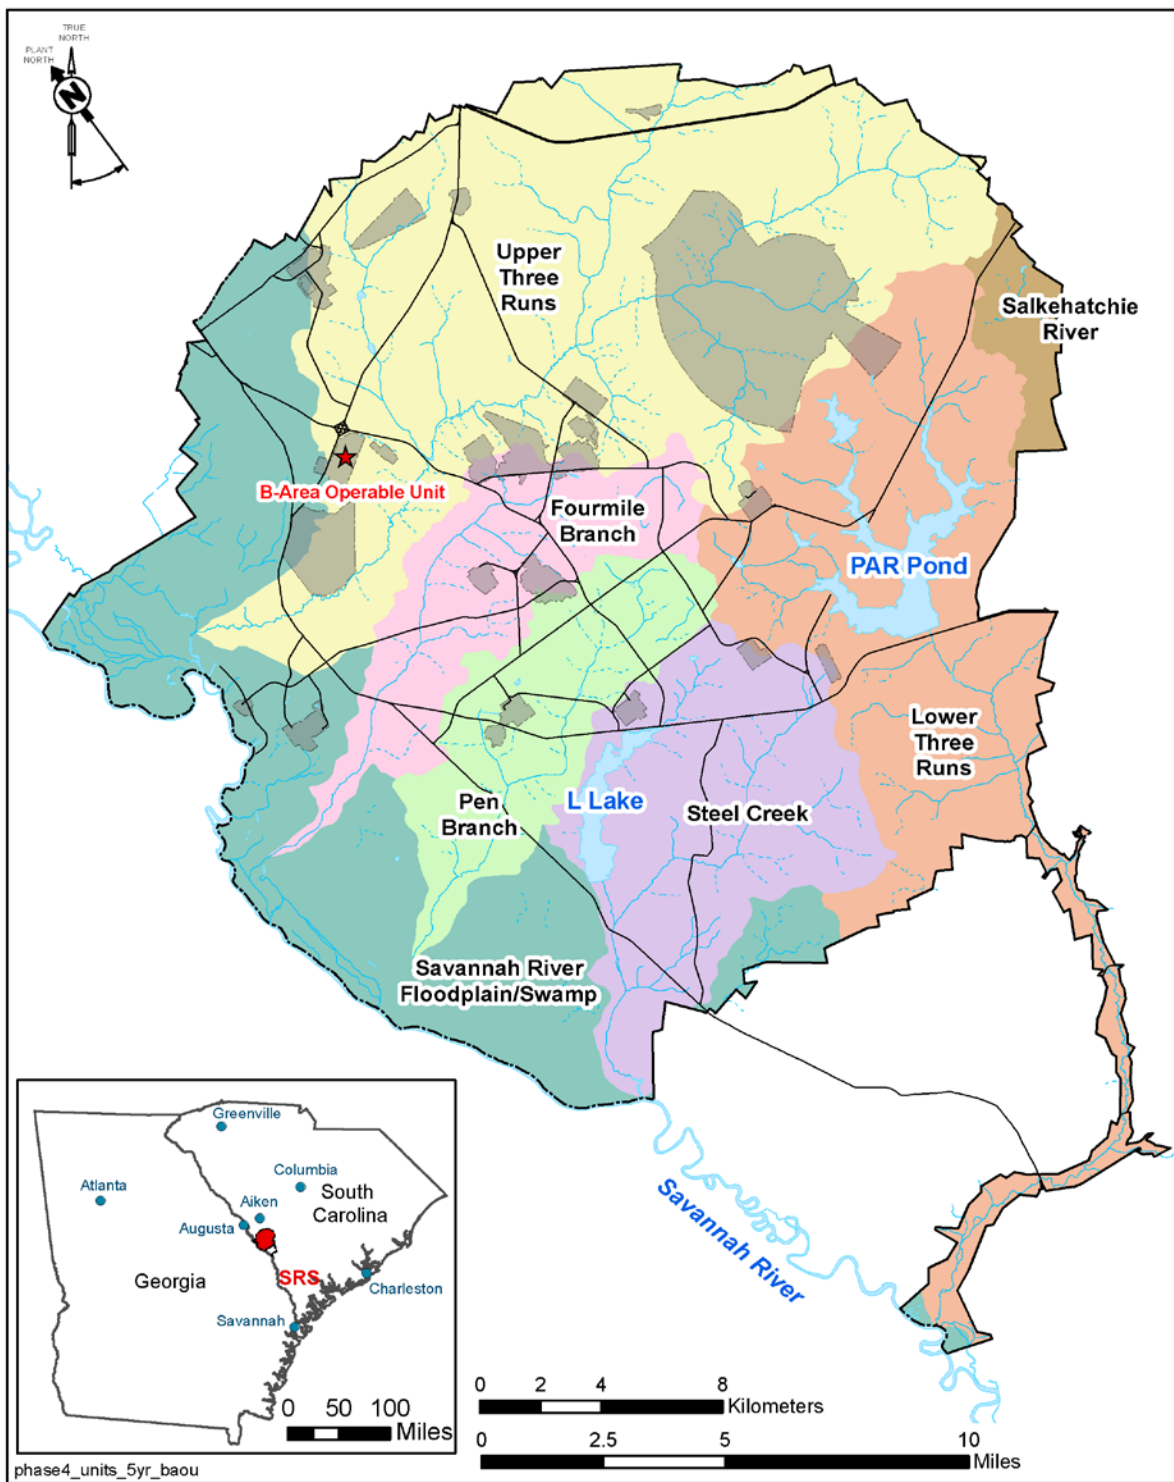 TRUE
NORTH
PLANT
NORTH
N
Upper
Three
Runs
Salkehatchie
River
B-Area Operable Unit
Fourmile
Branch
PAR Pond
Lower
Three
Runs
L Lake
Pen
Branch
Steel Creek
Savannah River
Floodplain/Swamp
Savannah River
Greenville
Columbia
Atlanta
Aiken
South
Carolina
Augusta
Georgia
SRS
Charleston
Savannah
0 50 100
Miles
0 2 4 8
Kilometers
0 2.5 5 10
Miles
phase4_units_5yr_baou